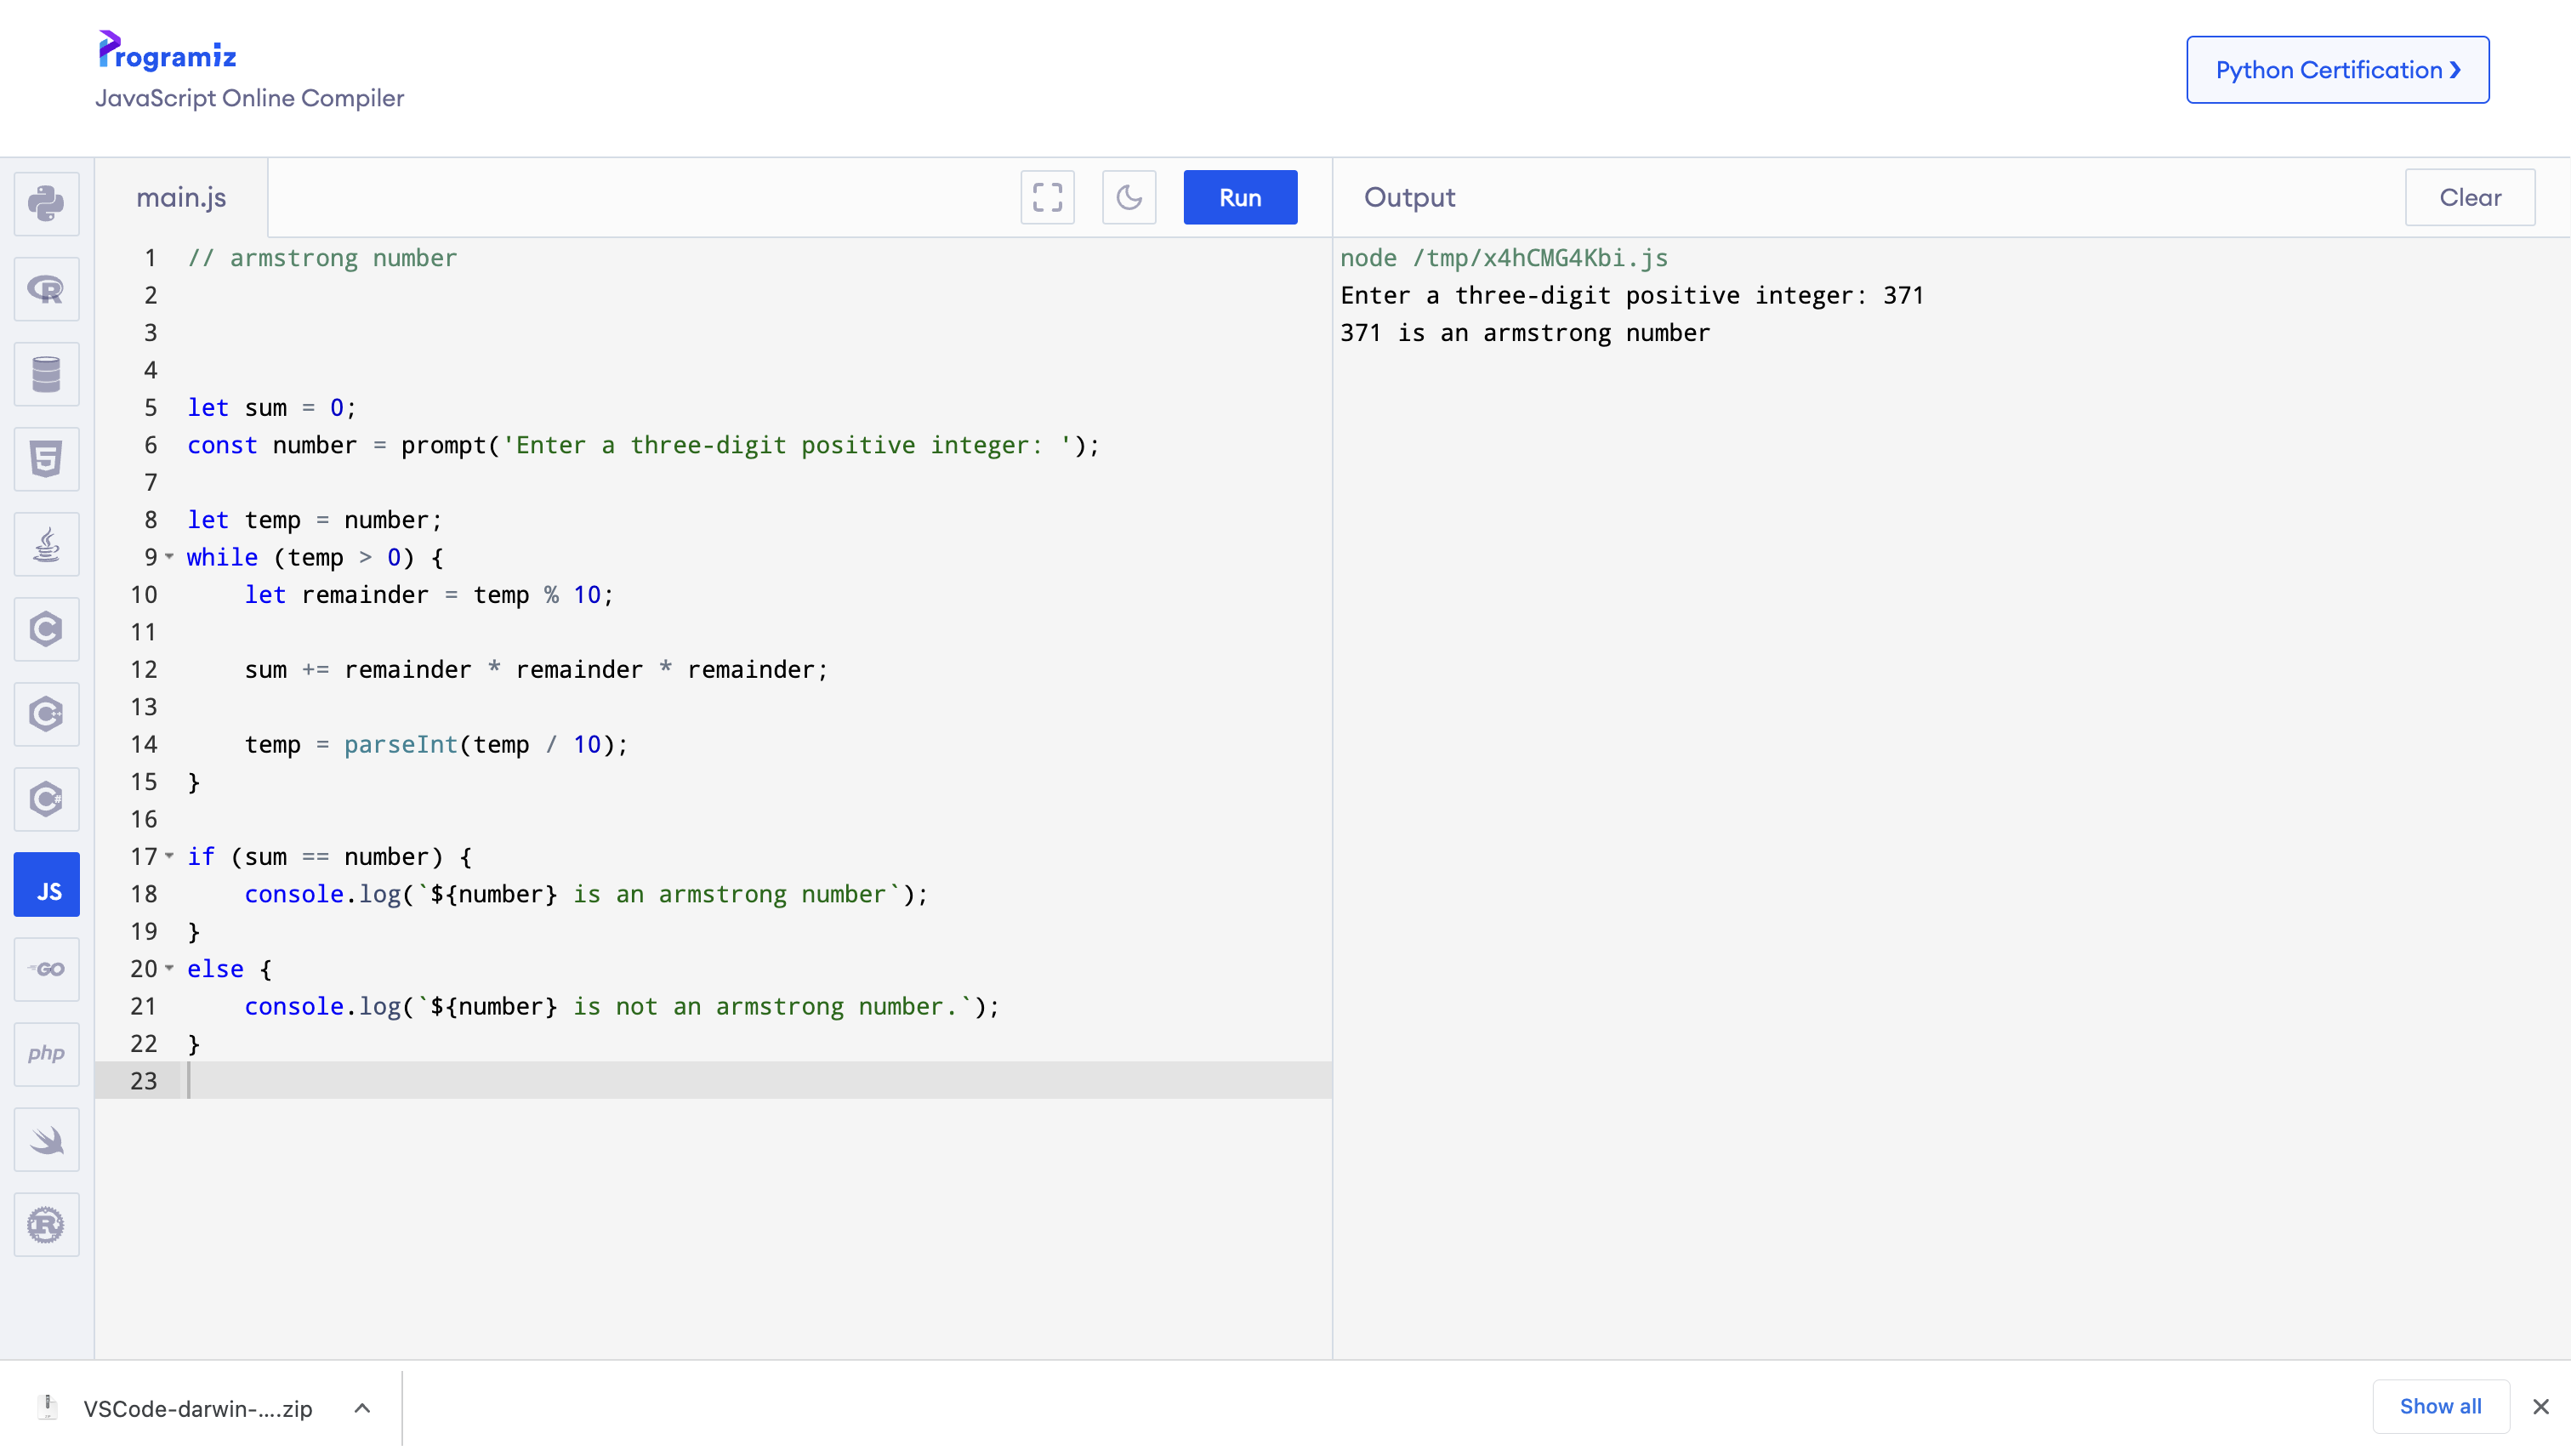 Programiz
JavaScript Online Compiler
Python Certification ❯
main.js
Run
Output
Clear
1 // armstrong number
2
3
4
5 let sum = 0;
6 const number = prompt('Enter a three-digit positive integer: ');
7
8 let temp = number;
9 while (temp > 0) {
10     let remainder = temp % 10;
11
12     sum += remainder * remainder * remainder;
13
14     temp = parseInt(temp / 10);
15 }
16
17 if (sum == number) {
18     console.log(`${number} is an armstrong number`);
19 }
20 else {
21     console.log(`${number} is not an armstrong number.`);
22 }
23
node /tmp/x4hCMG4Kbi.js
Enter a three-digit positive integer: 371
371 is an armstrong number
R
5
C
C++
C#
JS
GO
php
R
VSCode-darwin-....zip
Show all